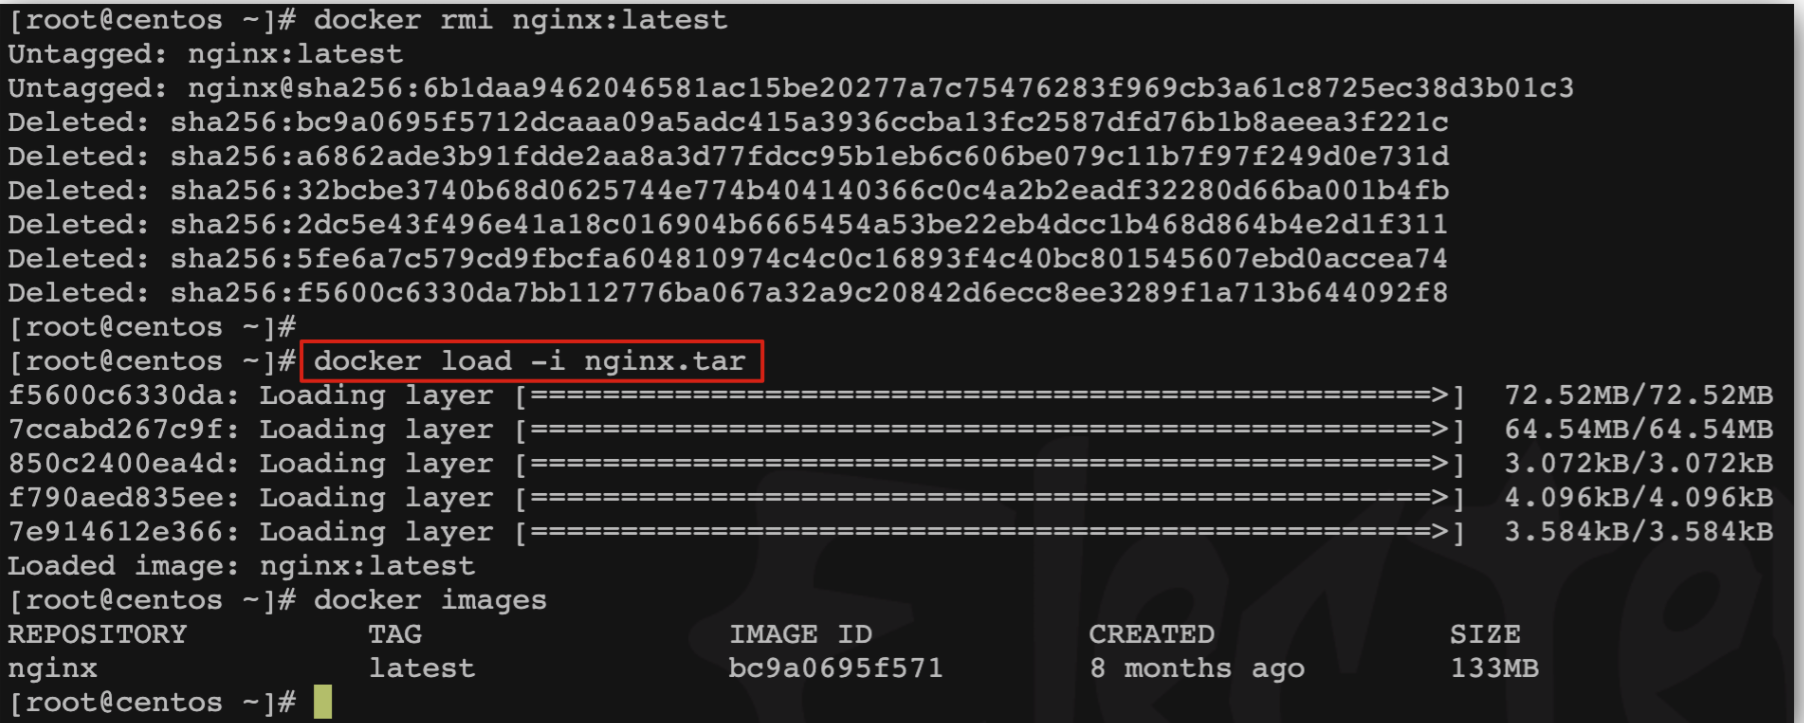 [root@centos ~]# docker rmi nginx:latest
Untagged: nginx:latest
Untagged: nginx@sha256:6b1daa9462046581ac15be20277a7c75476283f969cb3a61c8725ec38d3b01c3
Deleted: sha256:bc9a0695f5712dcaaa09a5adc415a3936ccba13fc2587dfd76b1b8aeea3f221c
Deleted: sha256:a6862ade3b91fdde2aa8a3d77fdcc95b1eb6c606be079c11b7f97f249d0e731d
Deleted: sha256:32bcbe3740b68d0625744e774b404140366c0c4a2b2eadf32280d66ba001b4fb
Deleted: sha256:2dc5e43f496e41a18c016904b6665454a53be22eb4dcc1b468d864b4e2d1f311
Deleted: sha256:5fe6a7c579cd9fbcfa604810974c4c0c16893f4c40bc801545607ebd0accea74
Deleted: sha256:f5600c6330da7bb112776ba067a32a9c20842d6ecc8ee3289f1a713b644092f8
[root@centos ~]#
[root@centos ~]# docker load -i nginx.tar
f5600c6330da: Loading layer [==================================================>] 72.52MB/72.52MB
7ccabd267c9f: Loading layer [==================================================>] 64.54MB/64.54MB
850c2400ea4d: Loading layer [==================================================>] 3.072kB/3.072kB
f790aed835ee: Loading layer [==================================================>] 4.096kB/4.096kB
7e914612e366: Loading layer [==================================================>] 3.584kB/3.584kB
Loaded image: nginx:latest
[root@centos ~]# docker images
REPOSITORY TAG IMAGE ID CREATED SIZE
nginx latest bc9a0695f571 8 months ago 133MB
[root@centos ~]#